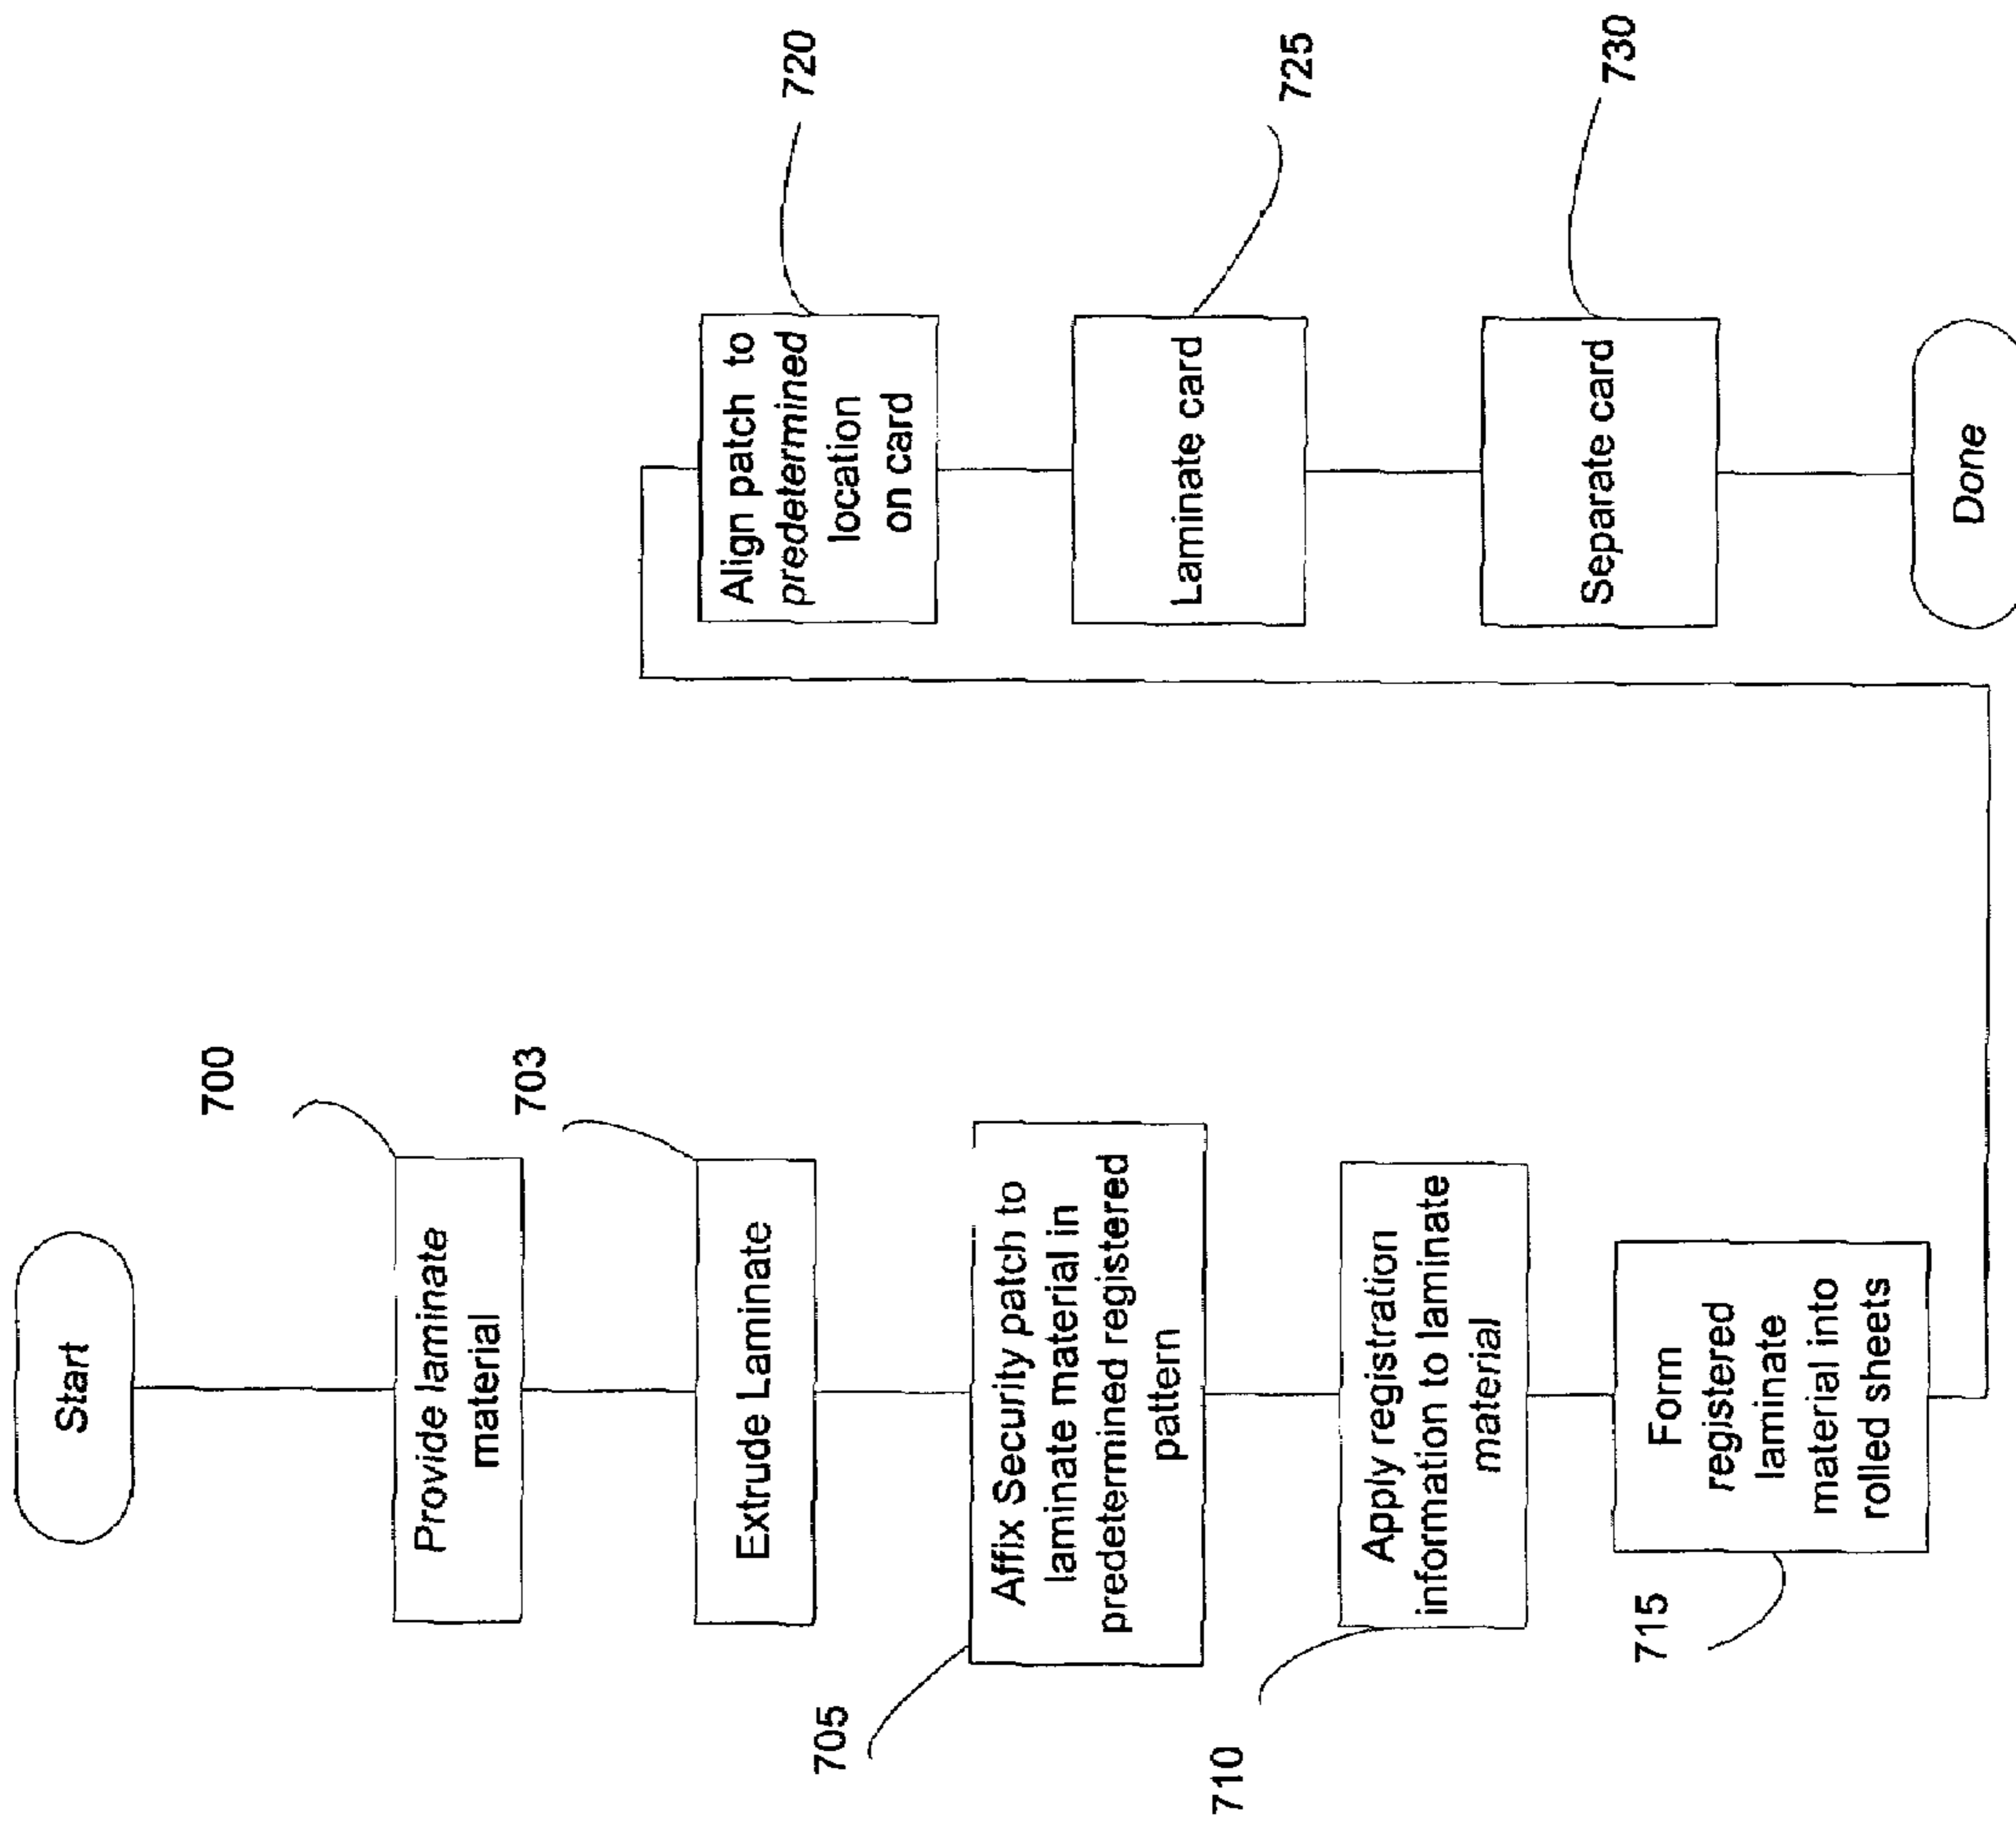 Start
700
Provide laminate
material
703
Extrude Laminate
705
Affix Security patch to
laminate material in
predetermined registered
pattern
710
Apply registration
information to laminate
material
715
Form
registered
laminate
material into
rolled sheets
720
Align patch to
predetermined
location
on card
725
Laminate card
730
Separate card
Done